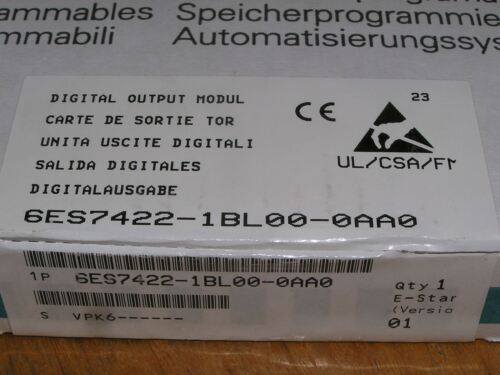 ammables Speicherprogrammie
mmabili Automatisierungssys
DIGITAL OUTPUT MODUL
CARTE DE SORTIE TOR
UNITA USCITE DIGITALI
SALIDA DIGITALES
DIGITALAUSGABE
CE
23
UL/CSA/FM
6ES7422-1BL00-0AA0
1P 6ES7422-1BL00-0AA0
Qty 1
E-Star
(Versio
01
S VPK6------